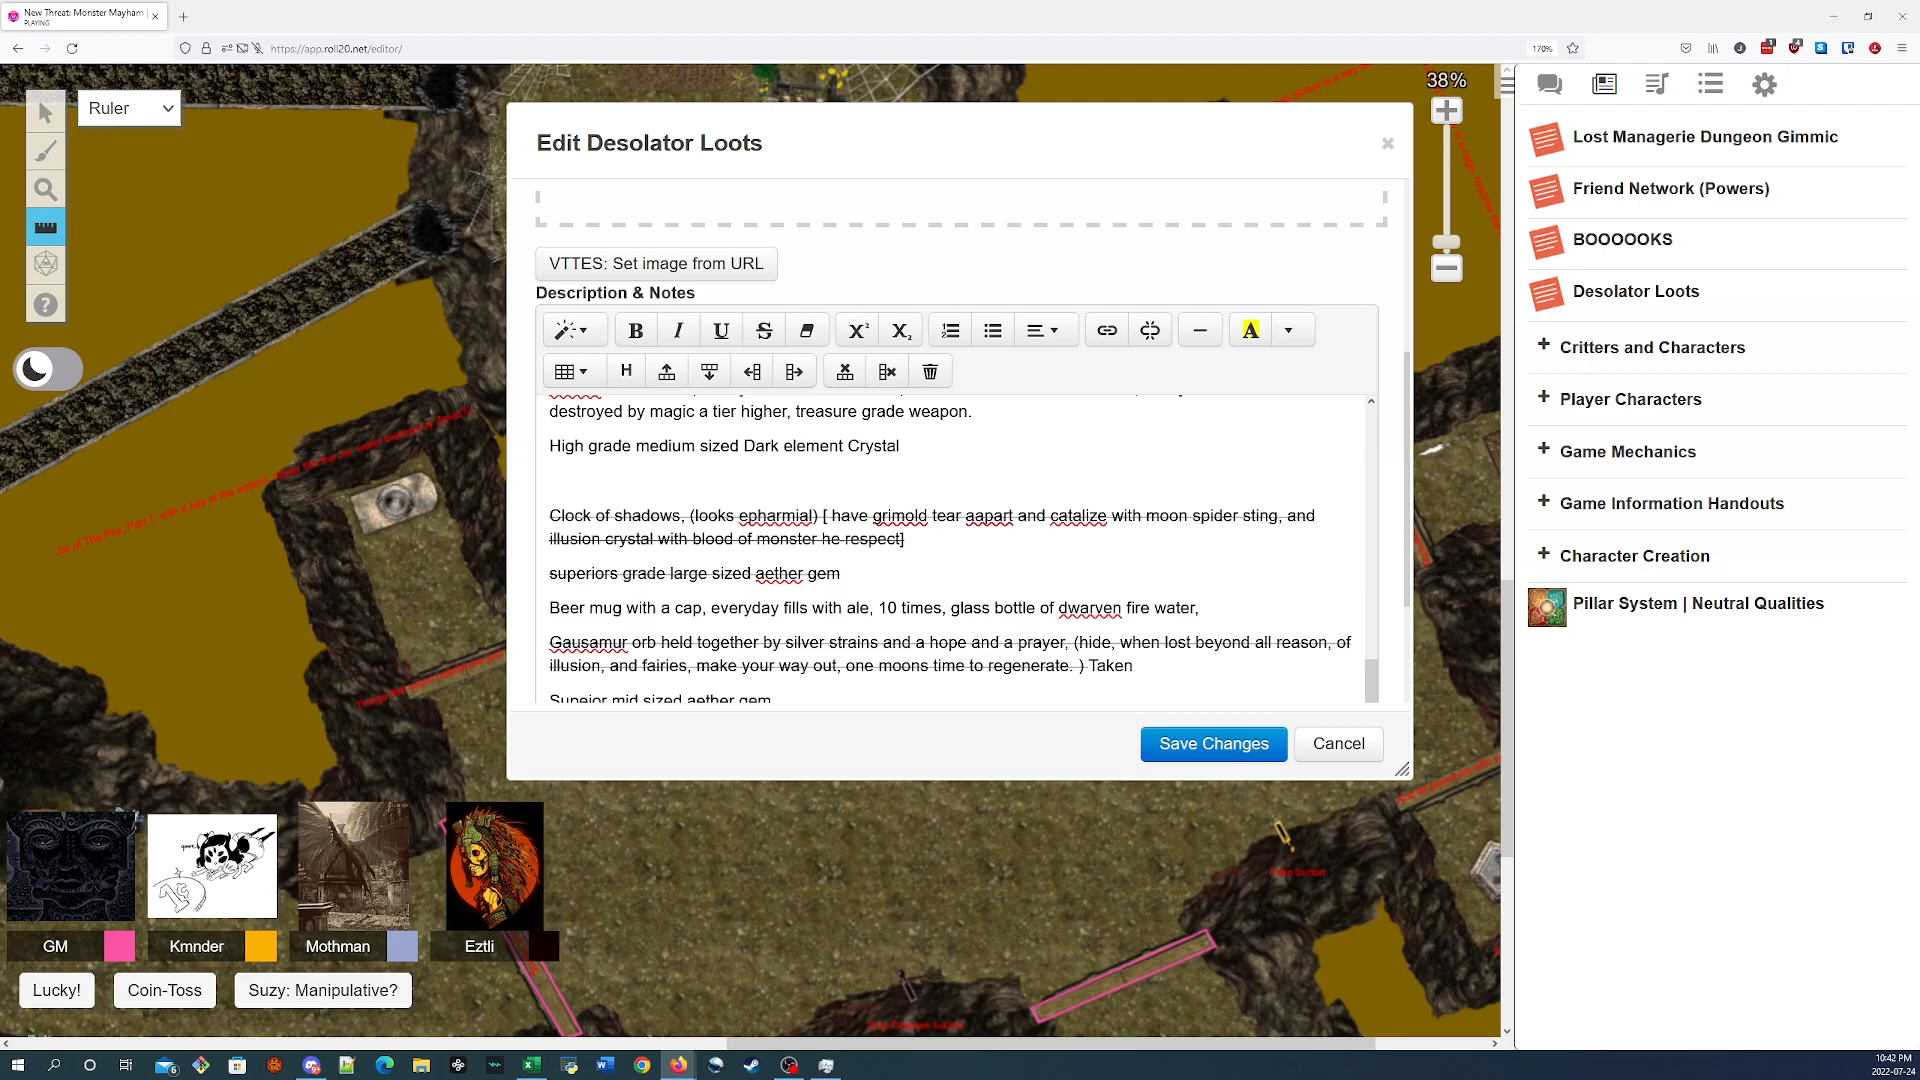 New Threat: Monster Mayham |
PLAYING
https://app.roll20.net/editor/
170%
Ruler
38%
Edit Desolator Loots
VTTES: Set image from URL
Description & Notes
destroyed by magic a tier higher, treasure grade weapon.
High grade medium sized Dark element Crystal
Clock of shadows, (looks epharmial) [ have grimold tear aapart and catalize with moon spider sting, and
illusion crystal with blood of monster he respect]
superiors grade large sized aether gem
Beer mug with a cap, everyday fills with ale, 10 times, glass bottle of dwarven fire water,
Gausamur orb held together by silver strains and a hope and a prayer, (hide, when lost beyond all reason, of
illusion, and fairies, make your way out, one moons time to regenerate. ) Taken
Supeior mid sized aether gem
Save Changes
Cancel
Lost Managerie Dungeon Gimmic
Friend Network (Powers)
BOOOOOKS
Desolator Loots
Critters and Characters
Player Characters
Game Mechanics
Game Information Handouts
Character Creation
Pillar System | Neutral Qualities
GM
Kmnder
Mothman
Eztli
Lucky!
Coin-Toss
Suzy: Manipulative?
10:42 PM
2022-07-24